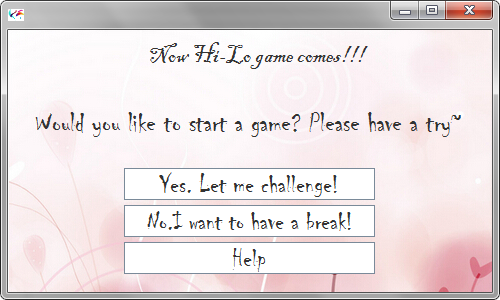 Now Hi-Lo game comes!!!
Would you like to start a game? Please have a try~
Yes. Let me challenge!
No.I want to have a break!
Help